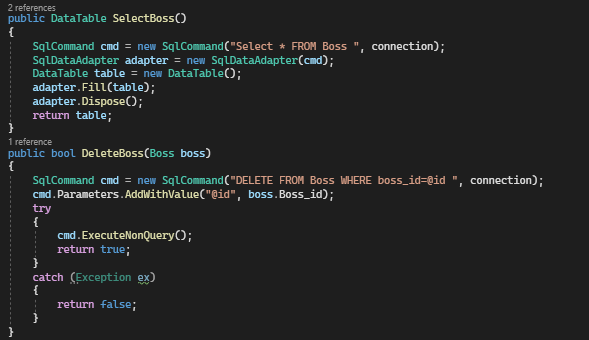 2 references
public DataTable SelectBoss()
{
SqlCommand cmd = new SqlCommand("Select * FROM Boss ", connection);
SqlDataAdapter adapter = new SqlDataAdapter(cmd);
DataTable table = new DataTable();
adapter.Fill(table);
adapter.Dispose();
return table;
}
1 reference
public bool DeleteBoss(Boss boss)
{
SqlCommand cmd = new SqlCommand("DELETE FROM Boss WHERE boss_id=@id ", connection);
cmd.Parameters.AddWithValue("@id", boss.Boss_id);
try
{
cmd.ExecuteNonQuery();
return true;
}
catch (Exception ex)
{
return false;
}
}